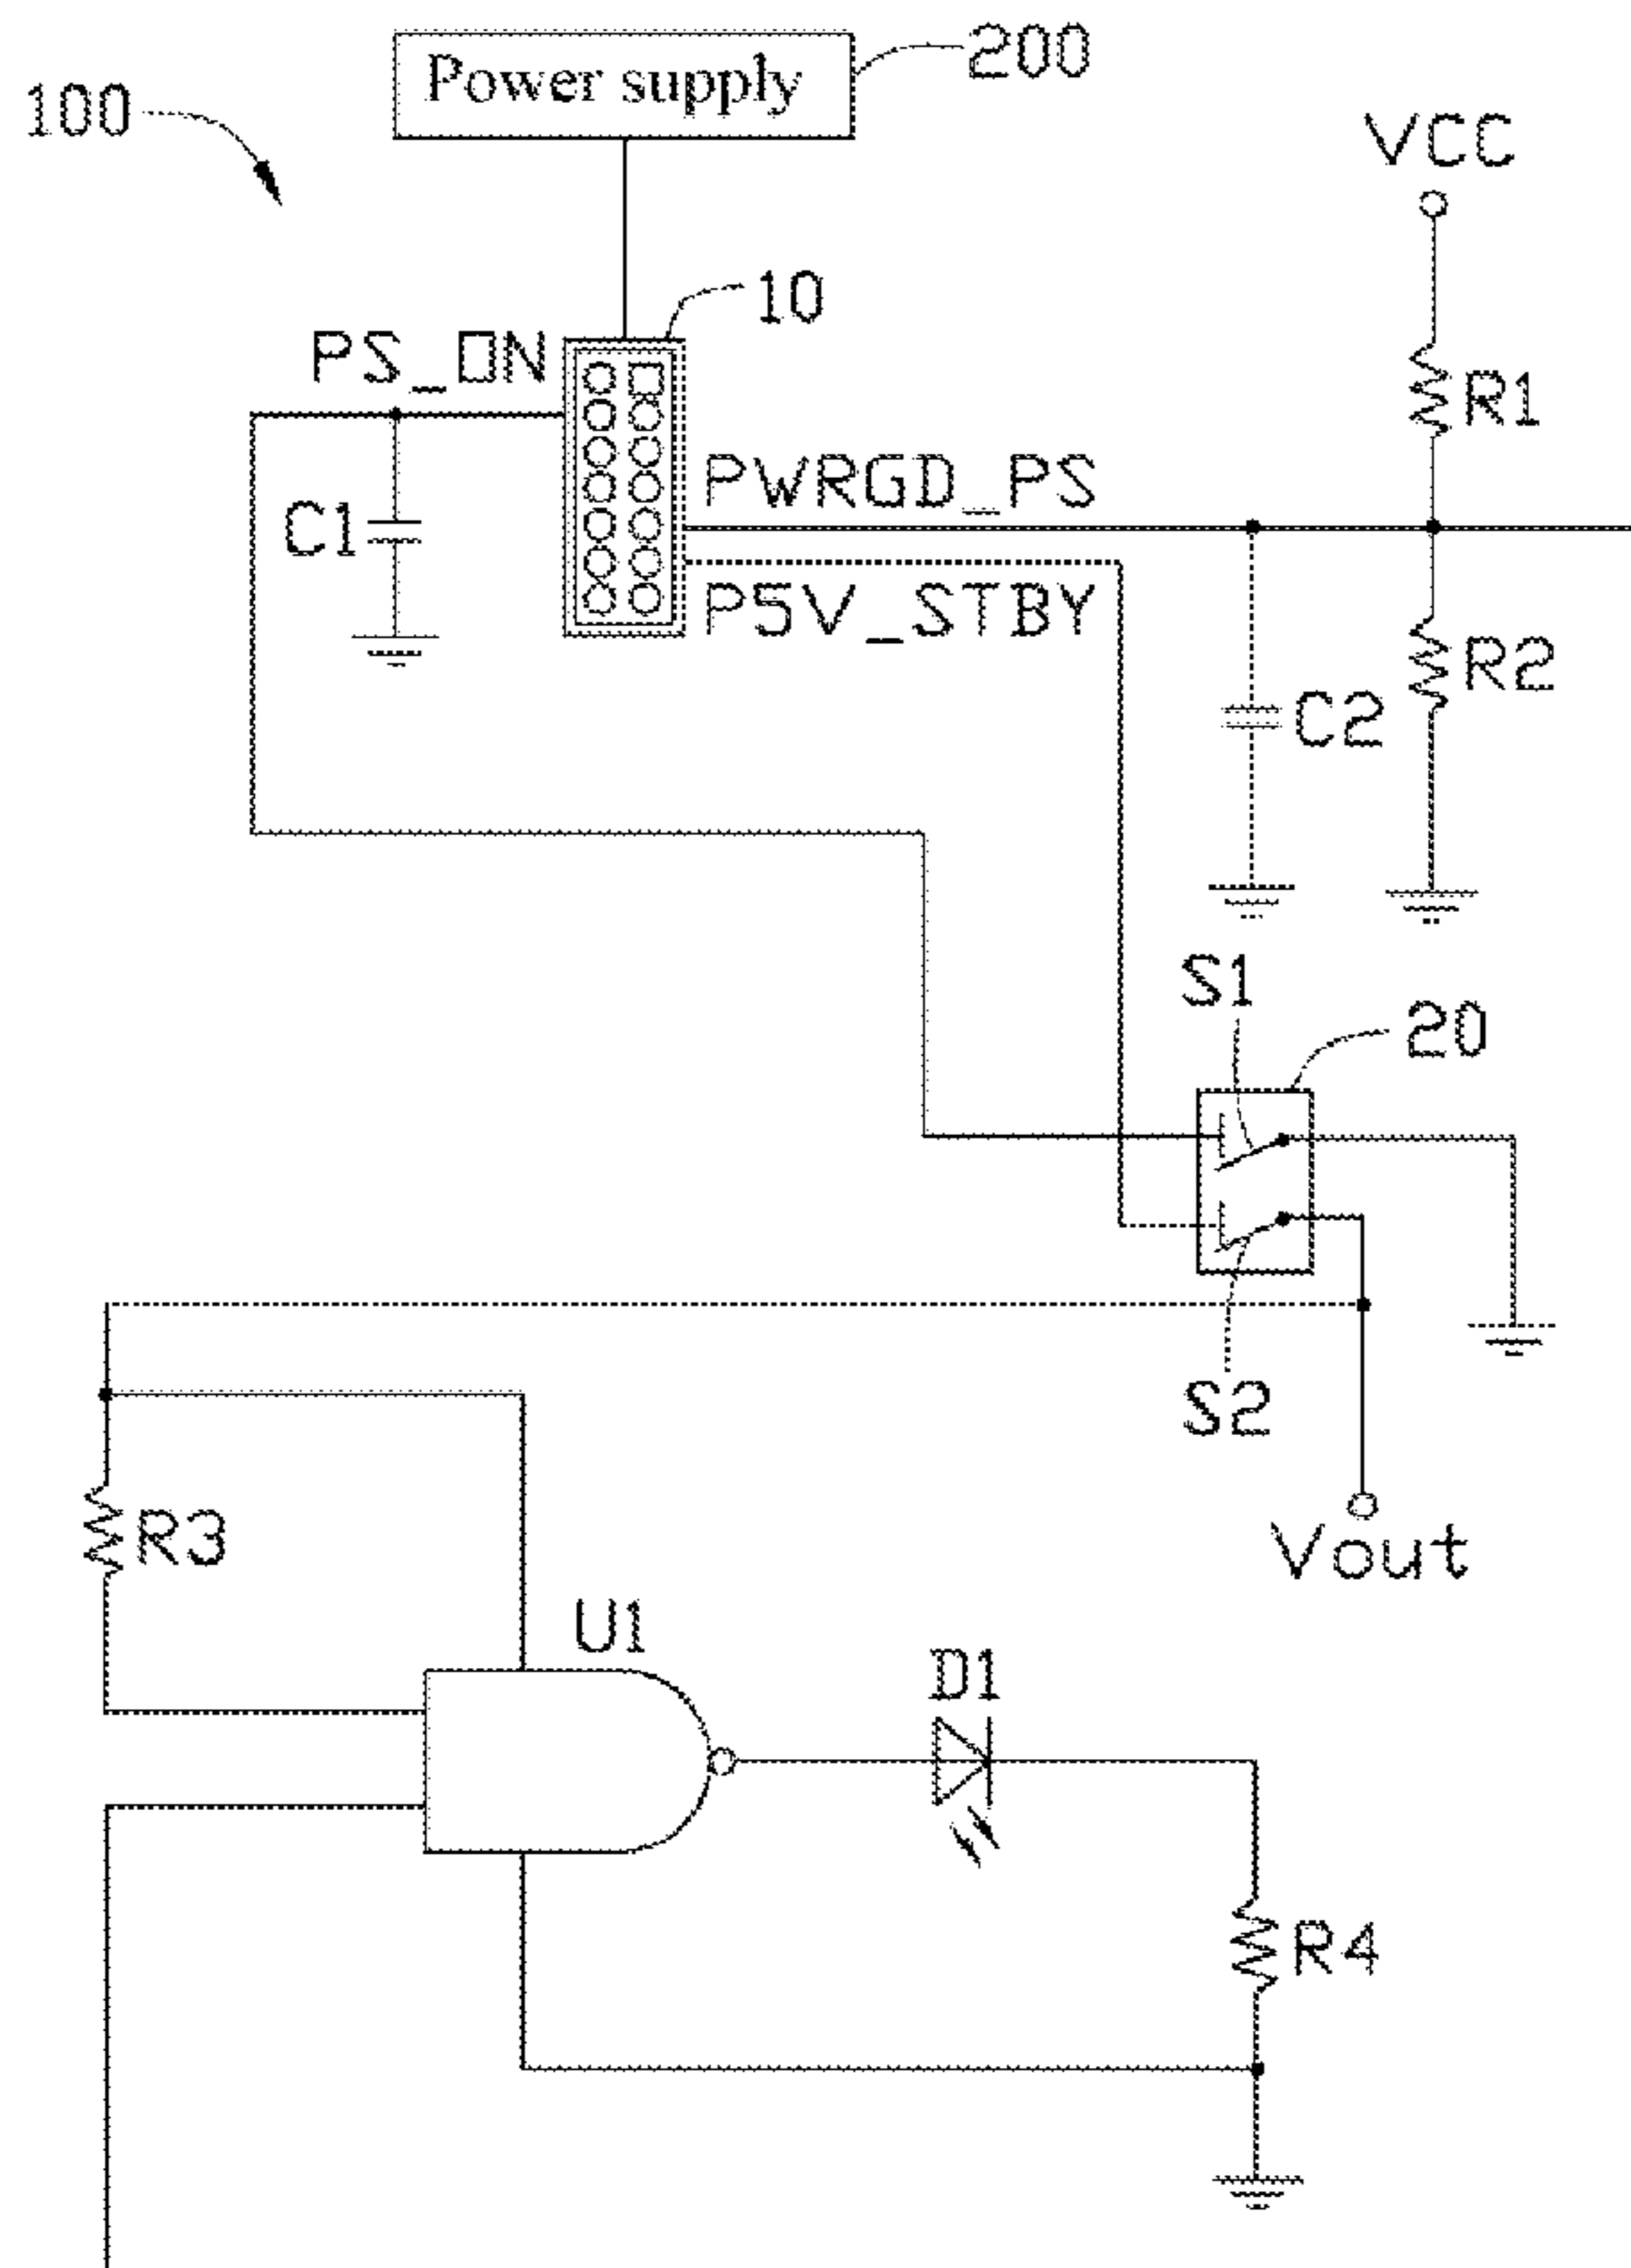 Power supply
200
100
VCC
10
PS_ON
R1
PWRGD_PS
C1
P5V_STBY
R2
C2
S1
20
S2
R3
Vout
U1
D1
R4